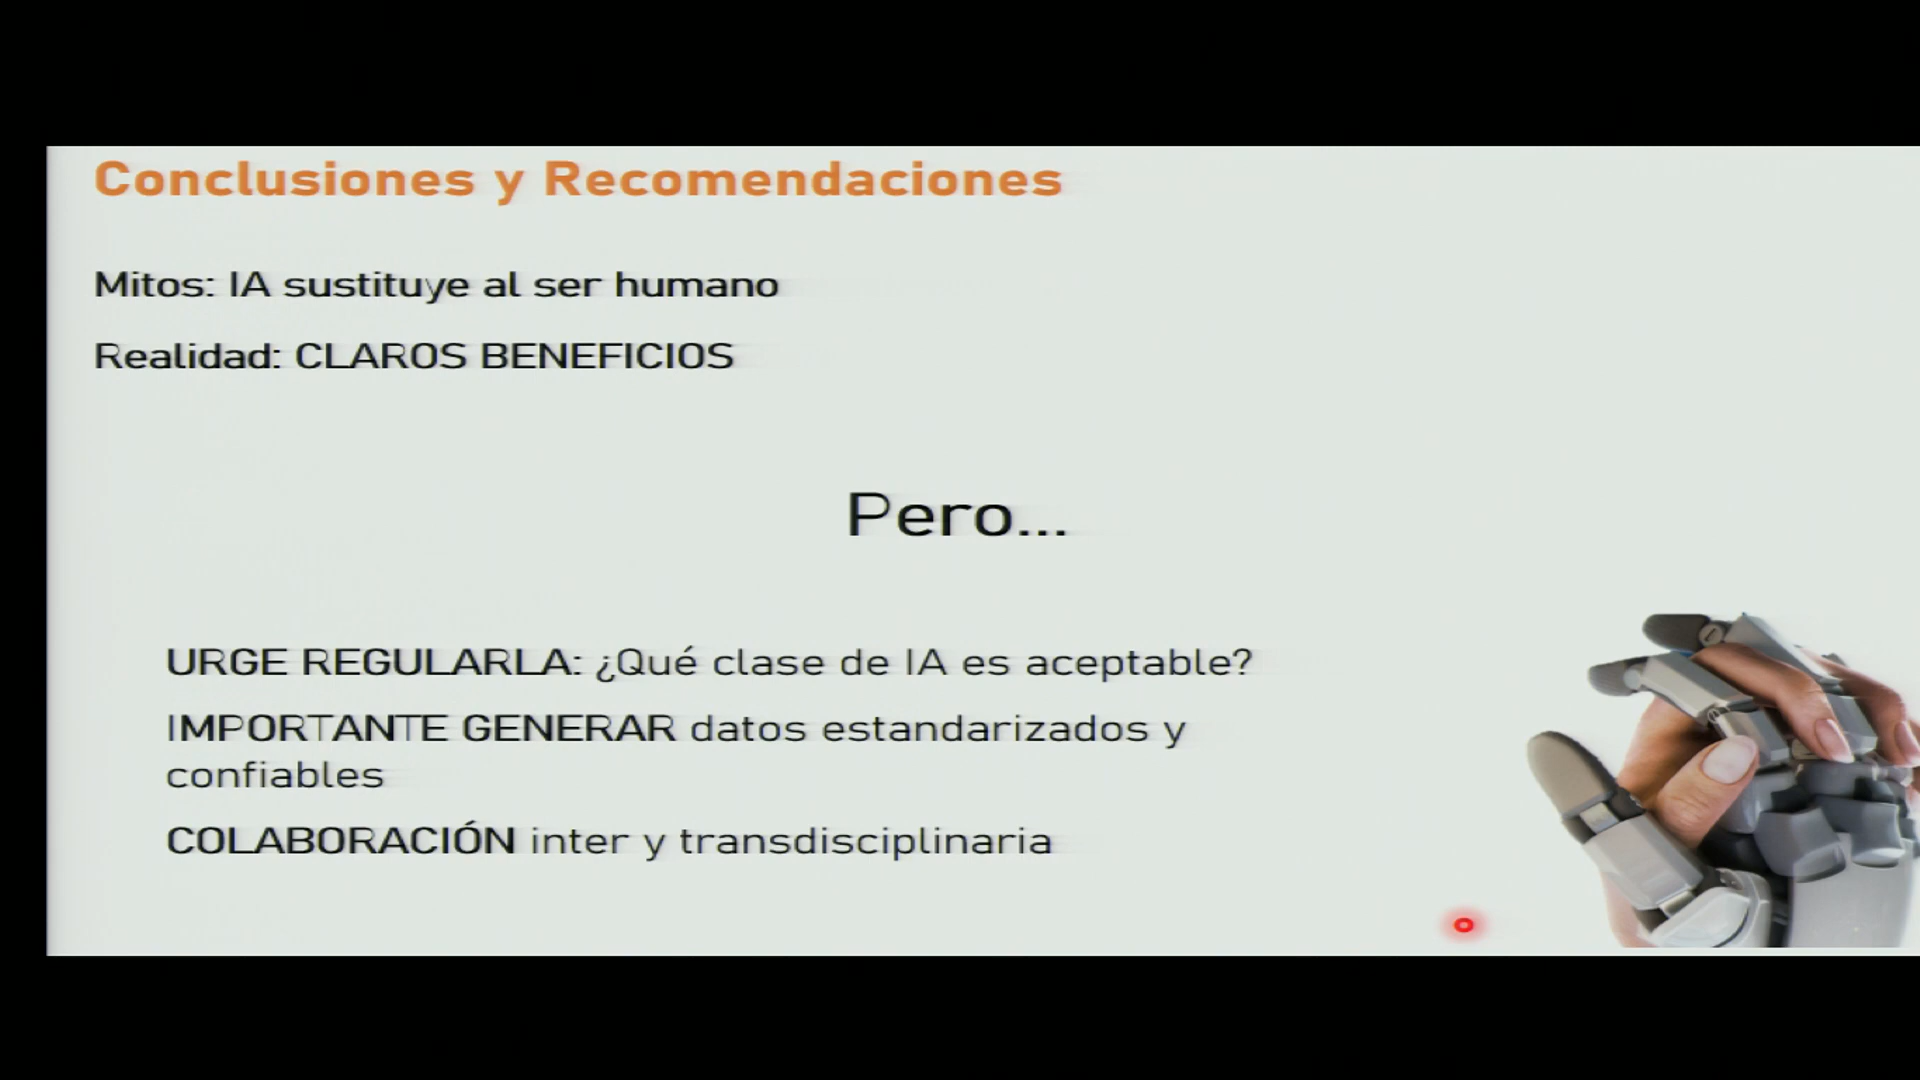 Conclusiones y Recomendaciones
Mitos: IA sustituye al ser humano
Realidad: CLAROS BENEFICIOS
Pero...
URGE REGULARLA: ¿Qué clase de IA es aceptable?
IMPORTANTE GENERAR datos estandarizados y
confiables
COLABORACIÓN inter y transdisciplinaria